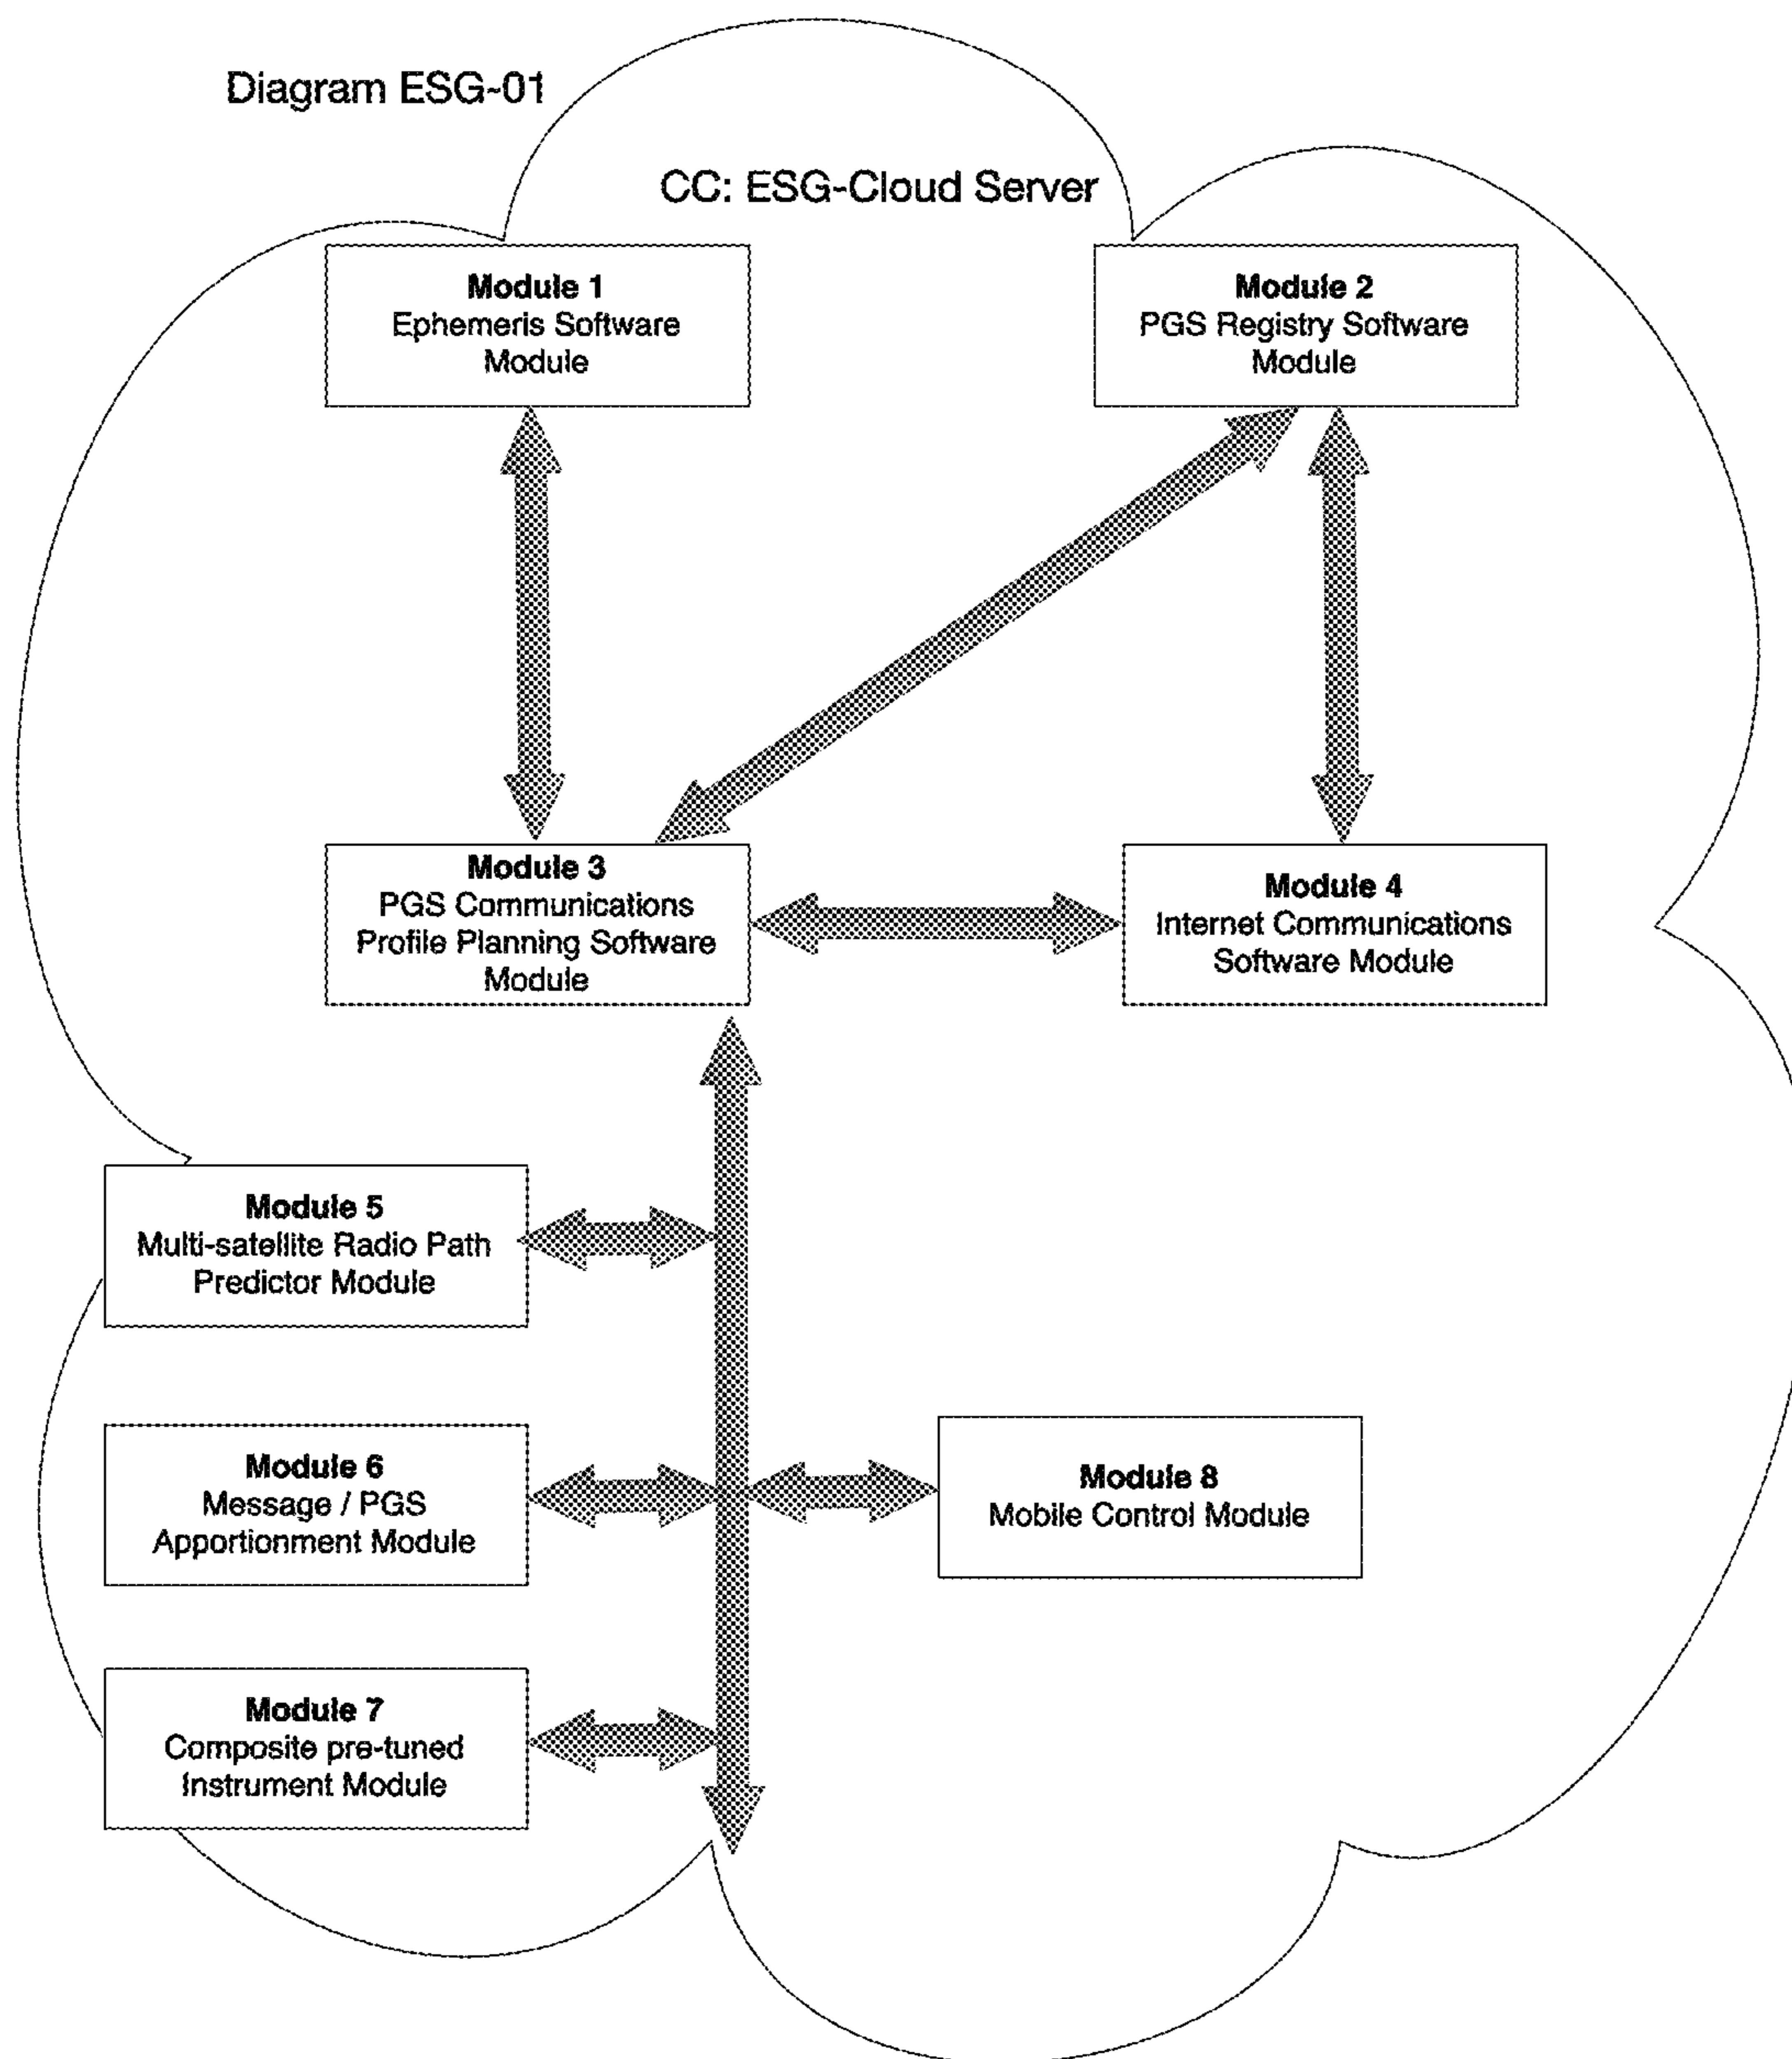 Diagram ESG-01
CC: ESG-Cloud Server
Module 1
Ephemeris Software
Module
Module 2
PGS Registry Software
Module
Module 3
PGS Communications
Profile Planning Software
Module
Module 4
Internet Communications
Software Module
Module 5
Multi-satellite Radio Path
Predictor Module
Module 6
Message / PGS
Apportionment Module
Module 8
Mobile Control Module
Module 7
Composite pre-tuned
Instrument Module